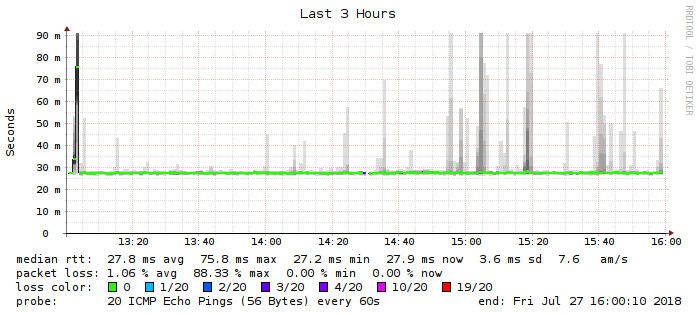 Last 3 Hours
RRDTOOL / TOBI OETIKER
Seconds
90 m
80 m
70 m
60 m
50 m
40 m
30 m
20 m
10 m
0
13:20 13:40 14:00 14:20 14:40 15:00 15:20 15:40 16:00
median rtt: 27.8 ms avg 75.8 ms max 27.2 ms min 27.9 ms now 3.6 ms sd 7.6 am/s
packet loss: 1.06 % avg 88.33 % max 0.00 % min 0.00 % now
loss color: 0 1/20 2/20 3/20 4/20 10/20 19/20
probe: 20 ICMP Echo Pings (56 Bytes) every 60s end: Fri Jul 27 16:00:10 2018